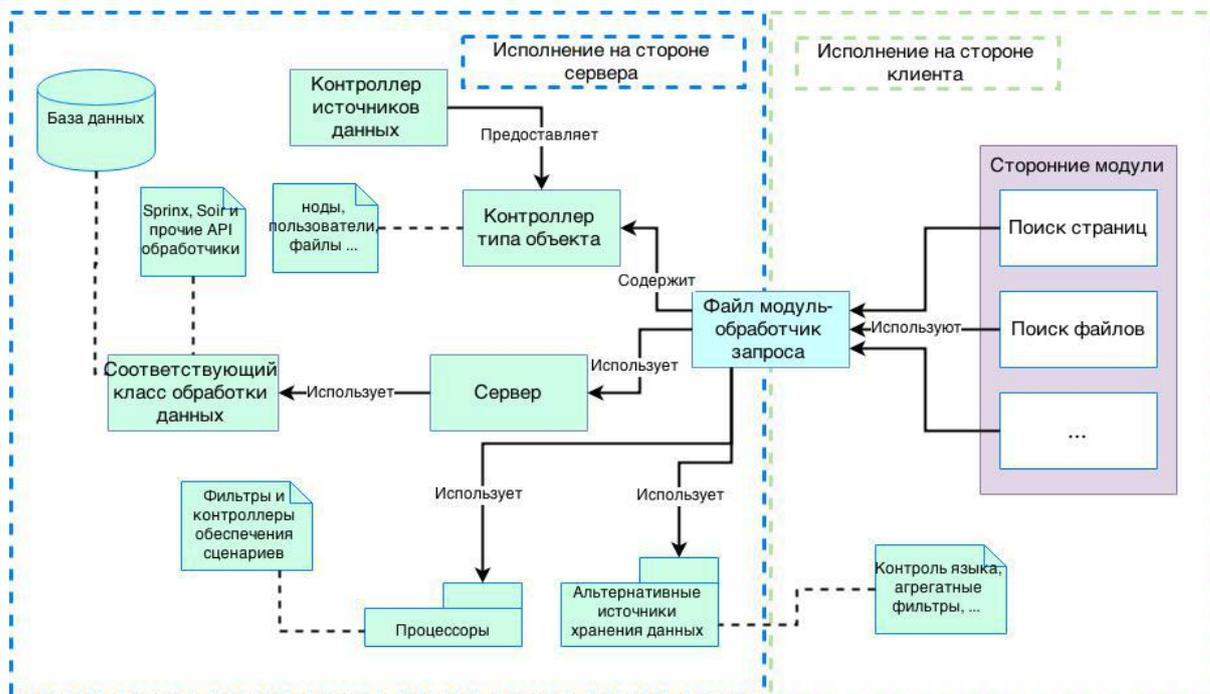 Исполнение на стороне
сервера
Исполнение на стороне
клиента
База данных
Контроллер
источников
данных
Предоставляет
Сторонние модули
Sprinx, Solr и
прочие API
обработчики
ноды,
пользователи,
файлы ...
Контроллер
типа объекта
Поиск страниц
Содержит
Файл модуль-
обработчик
запроса
Используют
Поиск файлов
Соответствующий
класс обработки
данных
Использует
Сервер
Использует
...
Использует
Использует
Фильтры и
контроллеры
обеспечения
сценариев
Процессоры
Альтернативные
источники
хранения данных
Контроль языка,
агрегатные
фильтры, ...